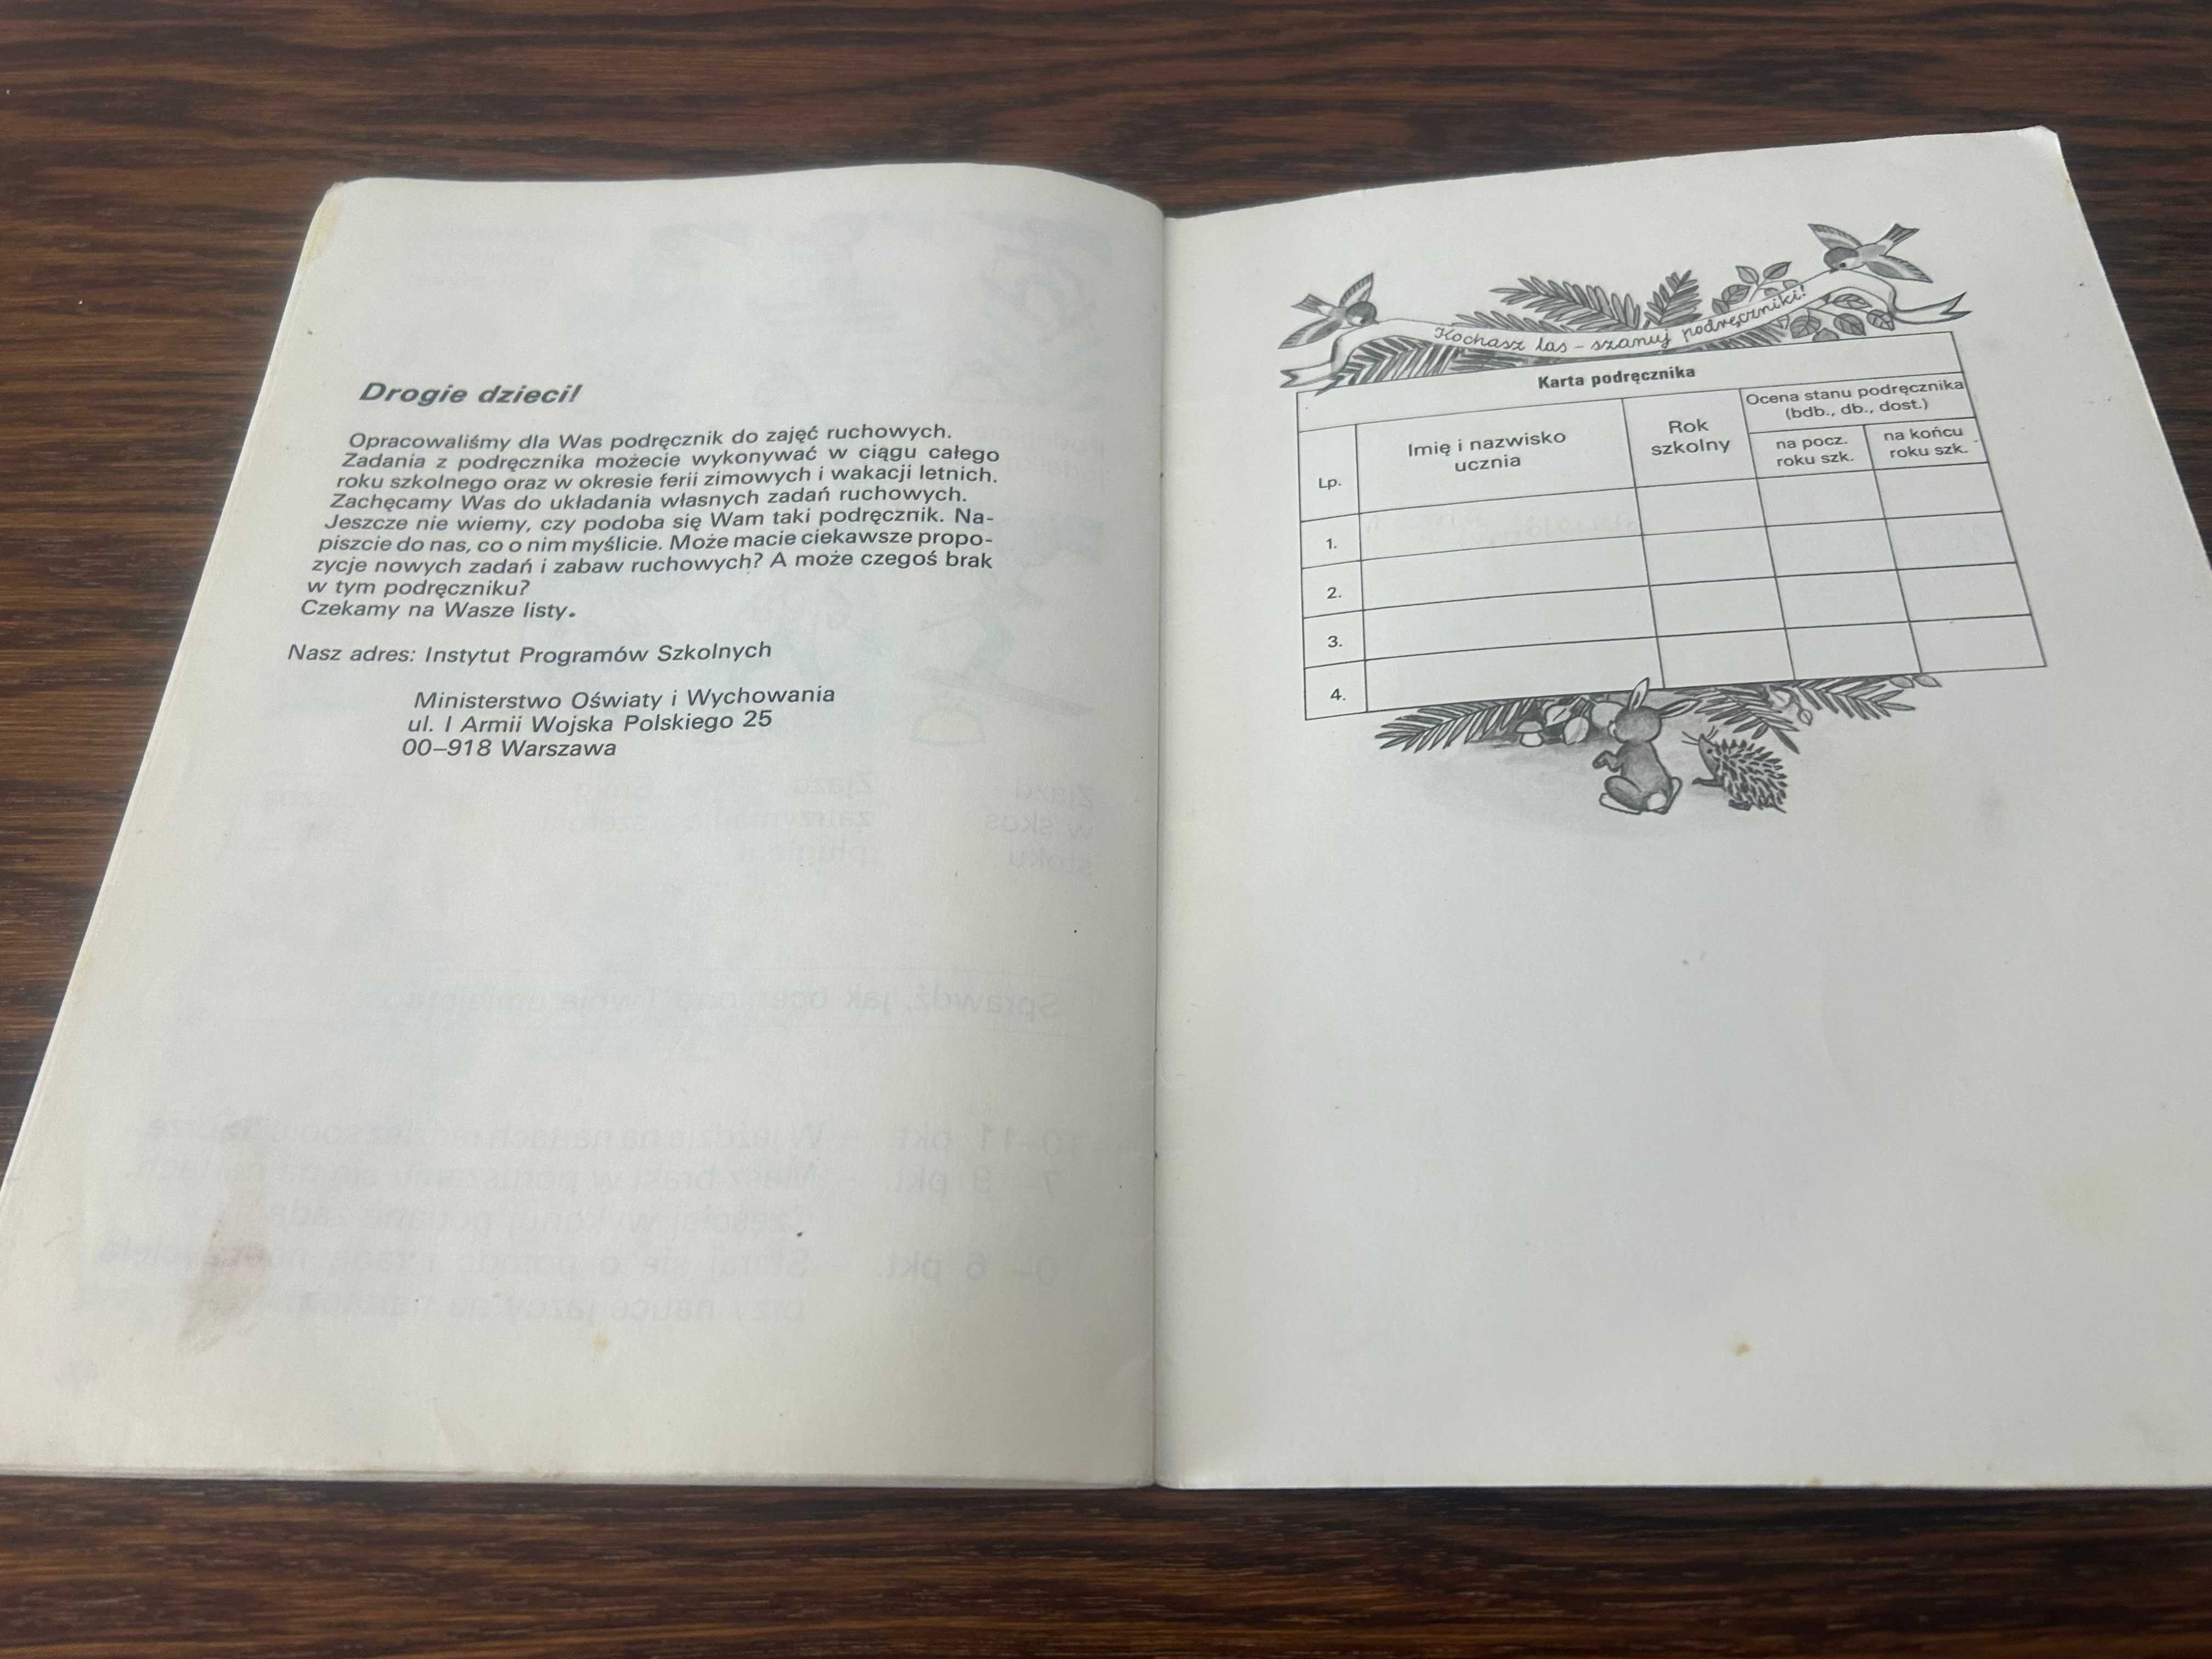 Drogie dzieci!
Opracowaliśmy dla Was podręcznik do zajęć ruchowych.
Zadania z podręcznika możecie wykonywać w ciągu całego
roku szkolnego oraz w okresie ferii zimowych i wakacji letnich.
Zachęcamy Was do układania własnych zadań ruchowych.
Jeszcze nie wiemy, czy podoba się Wam taki podręcznik. Na-
piszcie do nas, co o nim myślicie. Może macie ciekawsze propo-
zycje nowych zadań i zabaw ruchowych? A może czegoś brak
w tym podręczniku?
Czekamy na Wasze listy.
Nasz adres: Instytut Programów Szkolnych
Ministerstwo Oświaty i Wychowania
ul. I Armii Wojska Polskiego 25
00–918 Warszawa
Kochasz las – szanuj podręczniki!
Karta podręcznika
Lp.
Imię i nazwisko
ucznia
Rok
szkolny
Ocena stanu podręcznika
(bdb., db., dost.)
na pocz.
roku szk.
na końcu
roku szk.
1.
2.
3.
4.